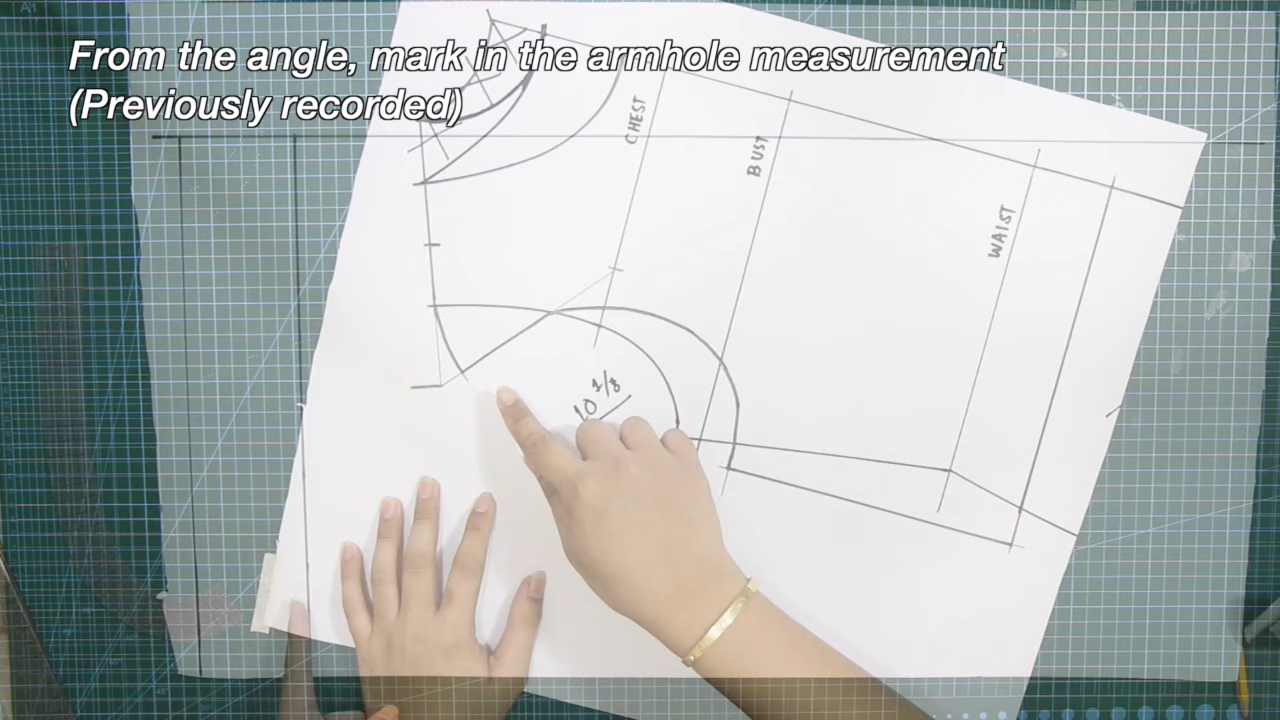 From the angle, mark in the armhole measurement
(Previously recorded)
CHEST
BUST
WAIST
10 1/8